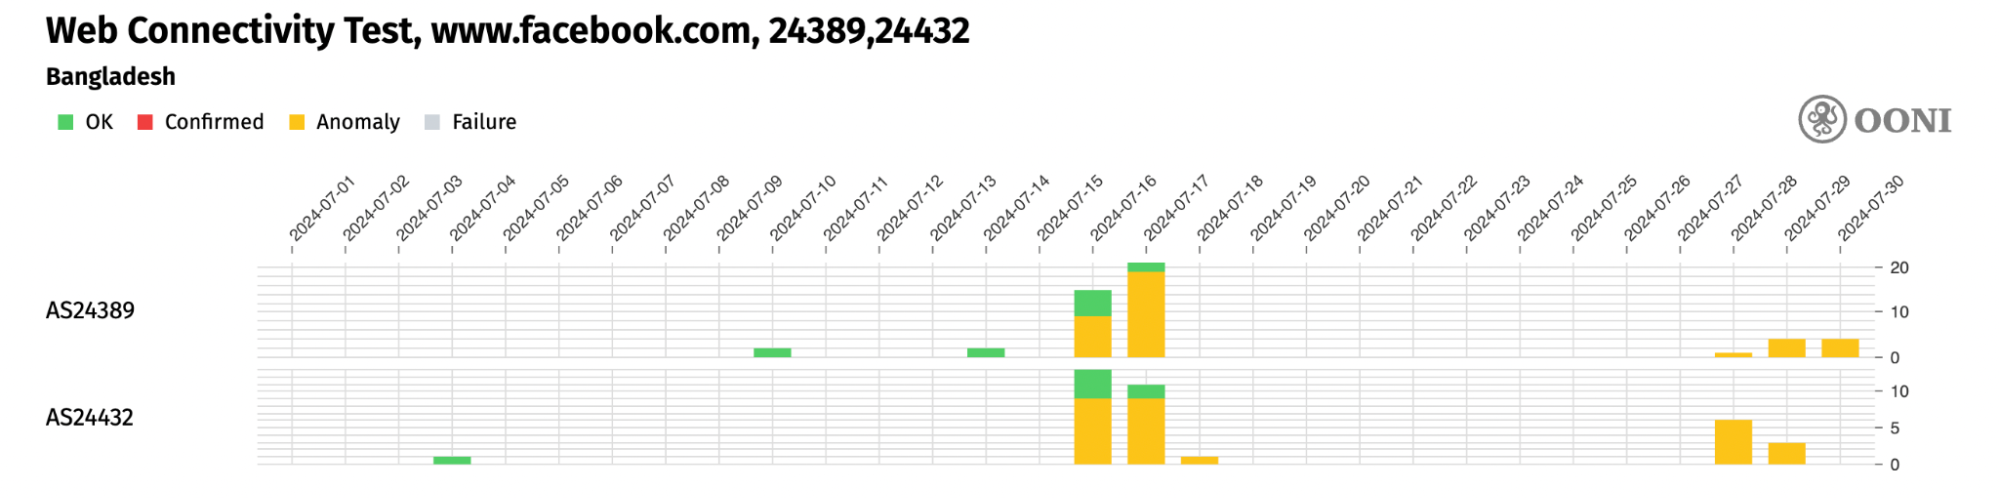 Web Connectivity Test, www.facebook.com, 24389,24432
Bangladesh
OK Confirmed Anomaly Failure
OONI
2024-07-01 2024-07-02 2024-07-03 2024-07-04 2024-07-05 2024-07-06 2024-07-07 2024-07-08 2024-07-09 2024-07-10 2024-07-11 2024-07-12 2024-07-13 2024-07-14 2024-07-15 2024-07-16 2024-07-17 2024-07-18 2024-07-19 2024-07-20 2024-07-21 2024-07-22 2024-07-23 2024-07-24 2024-07-25 2024-07-26 2024-07-27 2024-07-28 2024-07-29 2024-07-30
20
AS24389 10
0
10
AS24432 5
0